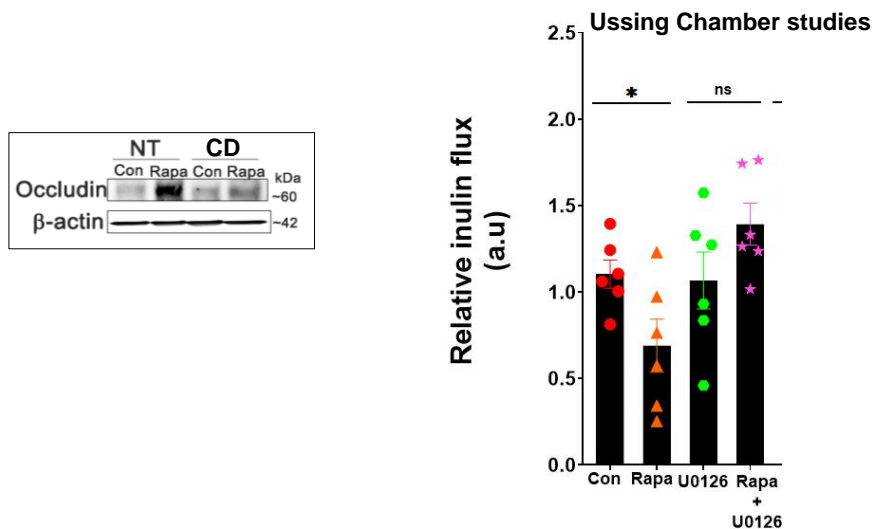 NT CD
Con Rapa Con Rapa kDa
Occludin ~60
β-actin ~42
Ussing Chamber studies
Relative inulin flux
(a.u)
2.5
2.0
1.5
1.0
0.5
0.0
* ns
Con Rapa U0126 Rapa
+
U0126